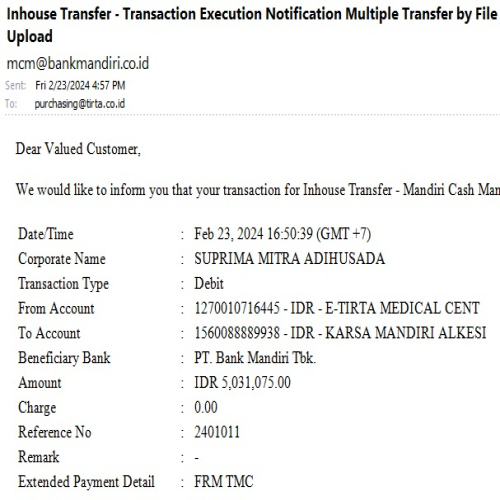 Inhouse Transfer - Transaction Execution Notification Multiple Transfer by File
Upload
mcm@bankmandiri.co.id
Sent: Fri 2/23/2024 4:57 PM
To: purchasing@tirta.co.id
Dear Valued Customer,
We would like to inform you that your transaction for Inhouse Transfer - Mandiri Cash Man
Date/Time : Feb 23, 2024 16:50:39 (GMT +7)
Corporate Name : SUPRIMA MITRA ADIHUSADA
Transaction Type : Debit
From Account : 1270010716445 - IDR - E-TIRTA MEDICAL CENT
To Account : 1560088889938 - IDR - KARSA MANDIRI ALKESI
Beneficiary Bank : PT. Bank Mandiri Tbk.
Amount : IDR 5,031,075.00
Charge : 0.00
Reference No : 2401011
Remark : -
Extended Payment Detail : FRM TMC